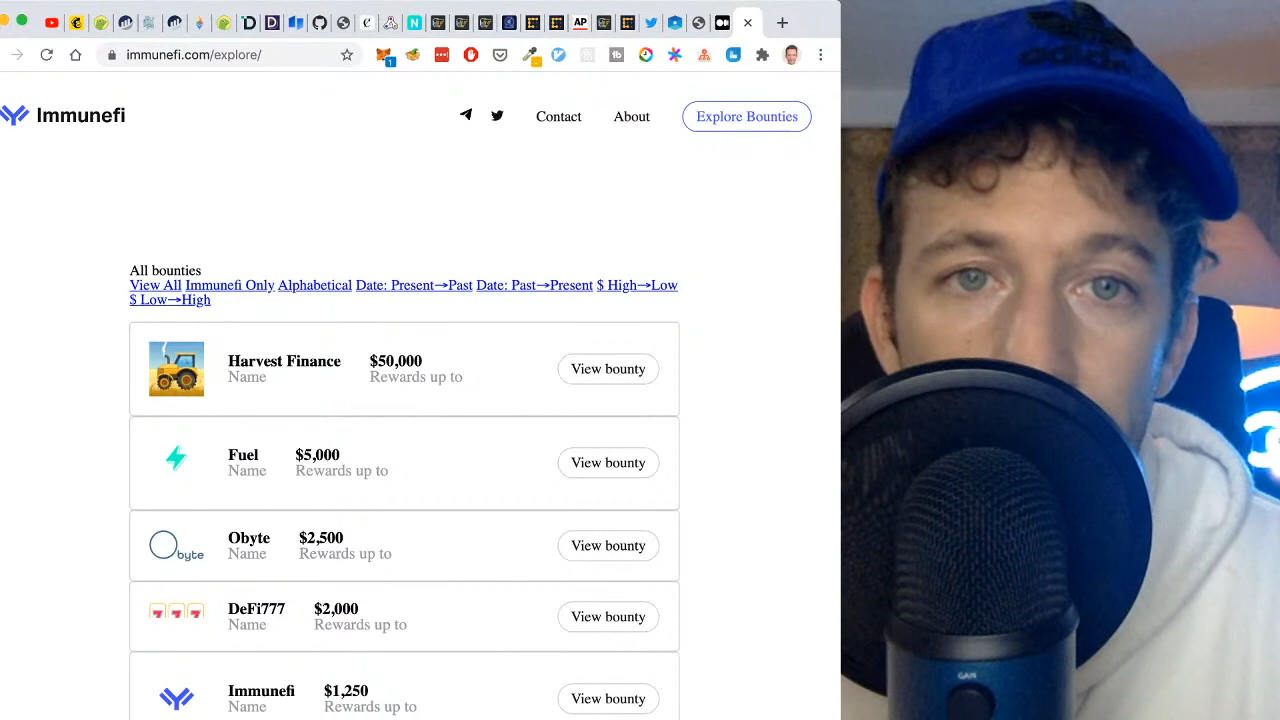 immunefi.com/explore/
1
Immunefi
Contact
About
Explore Bounties
All bounties
View All Immunefi Only Alphabetical Date: Present→Past Date: Past→Present $ High→Low
$ Low→High
Harvest Finance $50,000
Name Rewards up to
View bounty
Fuel $5,000
Name Rewards up to
View bounty
Obyte $2,500
Name Rewards up to
View bounty
byte
DeFi777 $2,000
Name Rewards up to
View bounty
Immunefi $1,250
Name Rewards up to
View bounty
GAIN
adidas